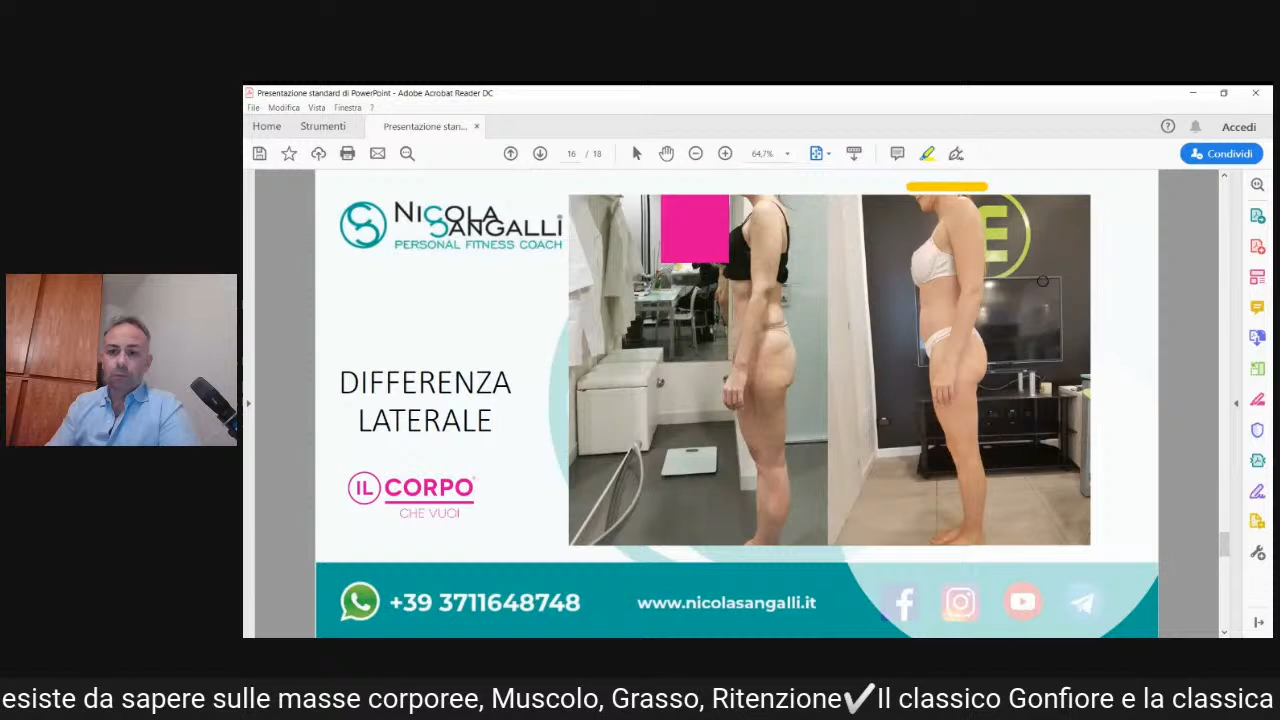 Presentazione standard di PowerPoint - Adobe Acrobat Reader DC
File Modifica Vista Finestra ?
Home Strumenti Presentazione stan... × Accedi
16 / 18 64,7% Condividi
NICOLA
SANGALLI®
PERSONAL FITNESS COACH
E
DIFFERENZA
LATERALE
IL CORPO
CHE VUOI
+39 3711648748 www.nicolasangalli.it
esiste da sapere sulle masse corporee, Muscolo, Grasso, Ritenzione✔Il classico Gonfiore e la classica